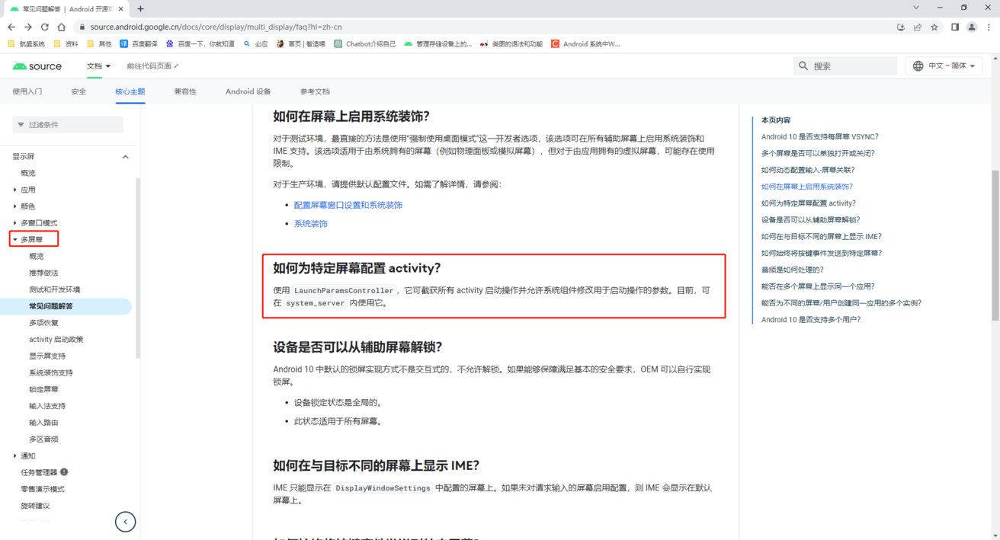 常见问题解答 | Android 开源项
source.android.google.cn/docs/core/display/multi_display/faq?hl=zh-cn
航盛系统 资料 其他 百度翻译 百度一下，你就知道 必应 首页 | 智造喵 Chatbot介绍自己 管理存储设备上的... 类图的语法和功能 Android 系统中W...
source 文档 前往代码页面 搜索 中文 – 简体
使用入门 安全 核心主题 兼容性 Android 设备 参考文档
过滤条件
显示屏
概览
应用
颜色
多窗口模式
多屏幕
概览
推荐做法
测试和开发环境
常见问题解答
多项恢复
activity 启动政策
显示屏支持
系统装饰支持
锁定屏幕
输入法支持
输入路由
多区音频
通知
任务管理器
零售演示模式
旋转建议
如何在屏幕上启用系统装饰？
对于测试环境，最直接的方法是使用“强制使用桌面模式”这一开发者选项，该选项可在所有辅助屏幕上启用系统装饰和
IME 支持。该选项适用于由系统拥有的屏幕（例如物理面板或模拟屏幕），但对于由应用拥有的虚拟屏幕，可能存在使用
限制。
对于生产环境，请提供默认配置文件。如需了解详情，请参阅：
• 配置屏幕窗口设置和系统装饰
• 系统装饰
如何为特定屏幕配置 activity？
使用 LaunchParamsController，它可截获所有 activity 启动操作并允许系统组件修改用于启动操作的参数。目前，可
在 system_server 内使用它。
设备是否可以从辅助屏幕解锁？
Android 10 中默认的锁屏实现方式不是交互式的，不允许解锁。如果能够保障满足基本的安全要求，OEM 可以自行实现
锁屏。
• 设备锁定状态是全局的。
• 此状态适用于所有屏幕。
如何在与目标不同的屏幕上显示 IME？
IME 只能显示在 DisplayWindowSettings 中配置的屏幕上。如果未对请求输入的屏幕启用配置，则 IME 会显示在默认
屏幕上。
本页内容
Android 10 是否支持每屏幕 VSYNC？
多个屏幕是否可以单独打开或关闭？
如何动态配置输入-屏幕关联？
如何在屏幕上启用系统装饰？
如何为特定屏幕配置 activity？
设备是否可以从辅助屏幕解锁？
如何在与目标不同的屏幕上显示 IME？
如何始终将按键事件发送到特定屏幕？
音频是如何处理的？
能否在多个屏幕上显示同一个应用？
能否为不同的屏幕/用户创建同一应用的多个实例？
Android 10 是否支持多个用户？